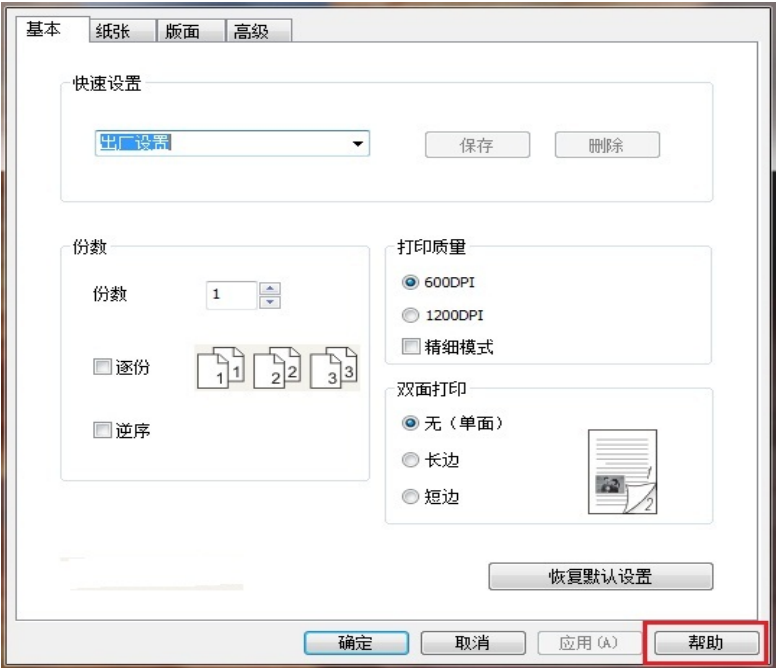 基本 纸张 版面 高级
快速设置
出厂设置 保存 删除
份数
份数 1
逐份 1 1 2 2 3 3
逆序
打印质量
600DPI
1200DPI
精细模式
双面打印
无（单面）
长边
短边
1
2
恢复默认设置
确定 取消 应用(A) 帮助